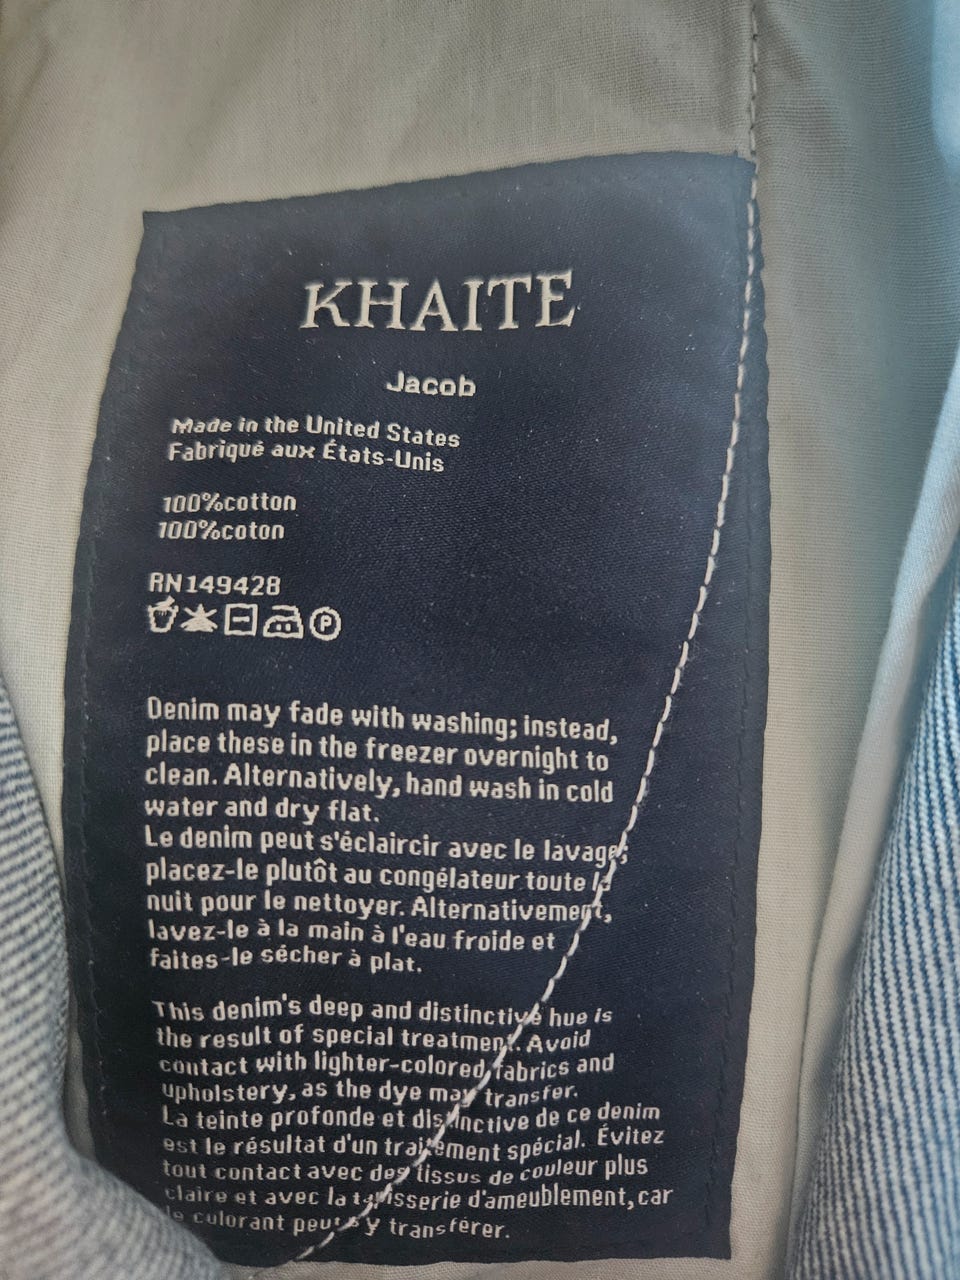 KHAITE
Jacob
Made in the United States
Fabriqué aux États-Unis
100%cotton
100%coton
RN149428
P
Denim may fade with washing; instead,
place these in the freezer overnight to
clean. Alternatively, hand wash in cold
water and dry flat.
Le denim peut s'éclaircir avec le lavage;
placez-le plutôt au congélateur toute la
nuit pour le nettoyer. Alternativement,
lavez-le à la main à l'eau froide et
faites-le sécher à plat.
This denim's deep and distinctive hue is
the result of special treatment. Avoid
contact with lighter-colored fabrics and
upholstery, as the dye may transfer.
La teinte profonde et distinctive de ce denim
est le résultat d'un traitement spécial. Évitez
tout contact avec des tissus de couleur plus
claire et avec la tapisserie d'ameublement, car
le colorant peut s'y transférer.